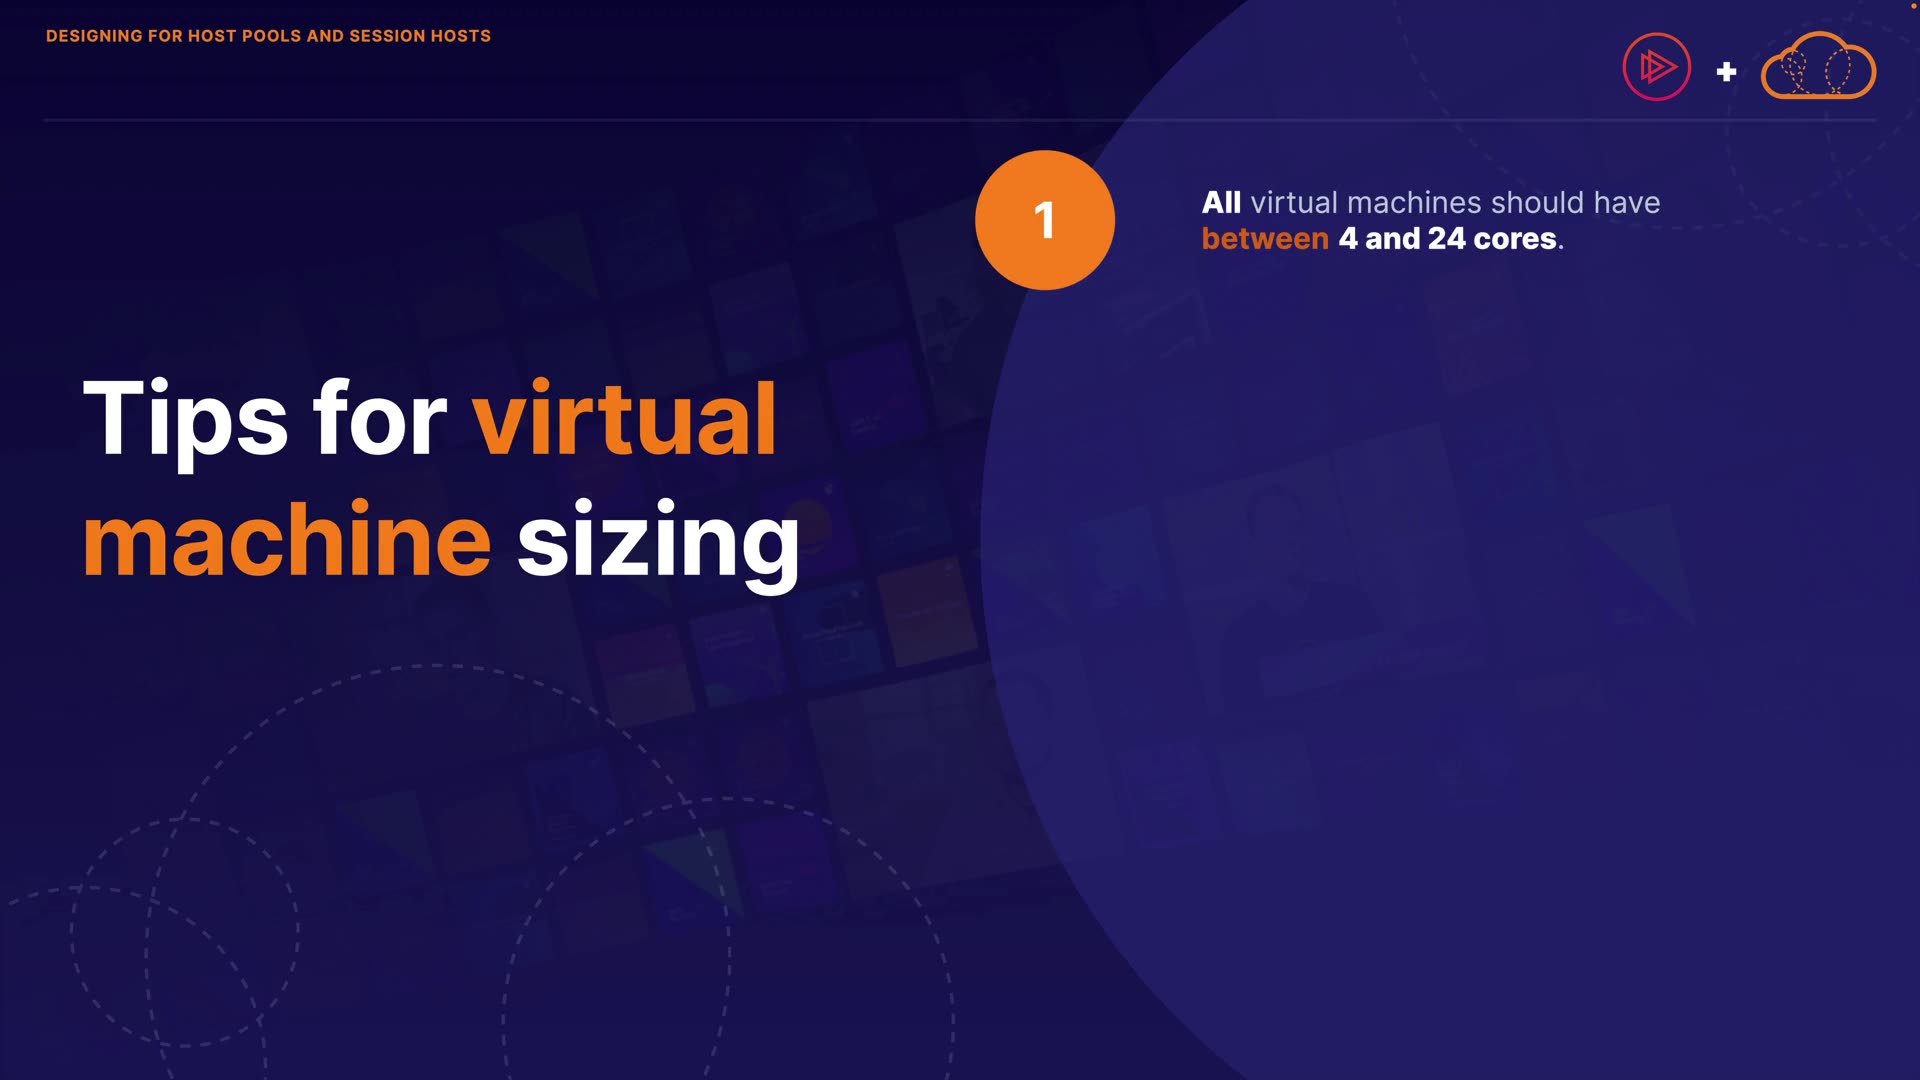 DESIGNING FOR HOST POOLS AND SESSION HOSTS
Tips for virtual
machine sizing
1
All virtual machines should have
between 4 and 24 cores.